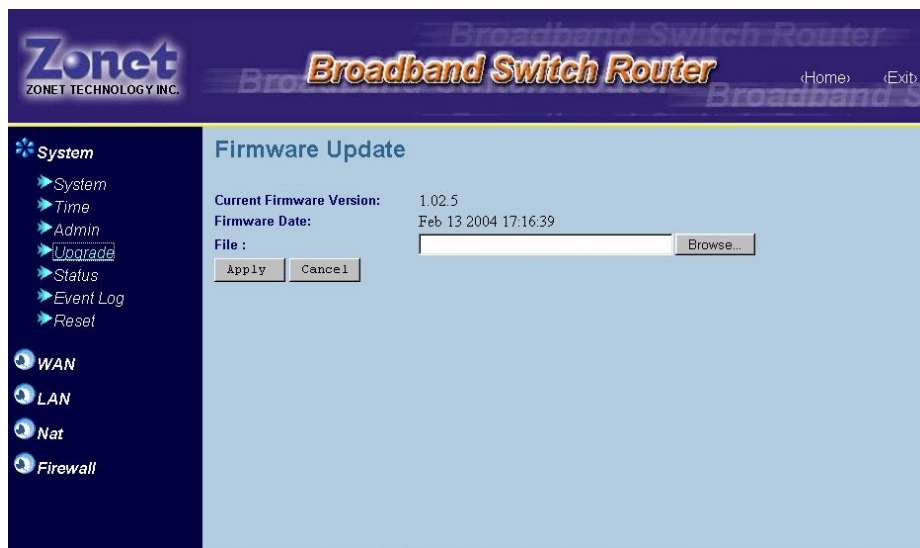 Broadband Switch Router
Zonet
ZONET TECHNOLOGY INC.
Broadband Switch Router
‹Home› ‹Exit›
Broadband S
System
System
Time
Admin
Upgrade
Status
Event Log
Reset
WAN
LAN
Nat
Firewall
Firmware Update
Current Firmware Version: 1.02.5
Firmware Date: Feb 13 2004 17:16:39
File :
Browse...
Apply Cancel